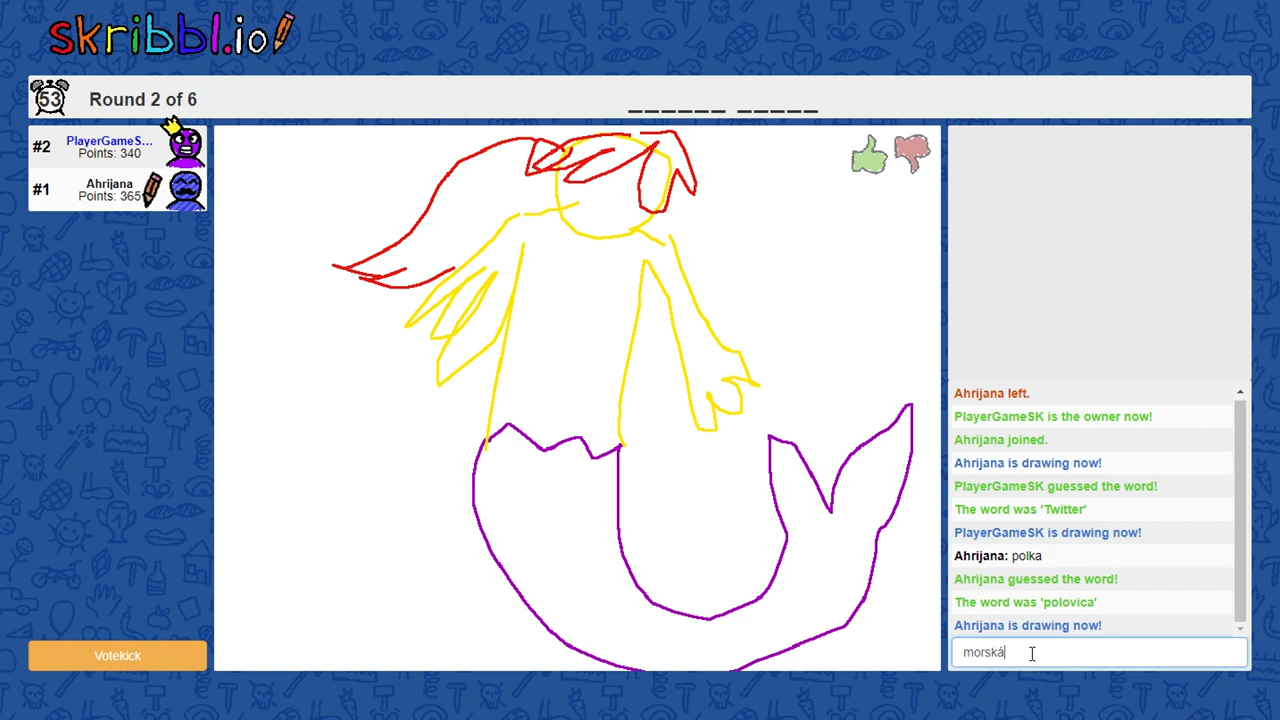 skribbl.io
53
Round 2 of 6
______ _____
#2
PlayerGameS...
Points: 340
#1
Ahrijana
Points: 365
Votekick
Ahrijana left.
PlayerGameSK is the owner now!
Ahrijana joined.
Ahrijana is drawing now!
PlayerGameSK guessed the word!
The word was 'Twitter'
PlayerGameSK is drawing now!
Ahrijana: polka
Ahrijana guessed the word!
The word was 'polovica'
Ahrijana is drawing now!
morská